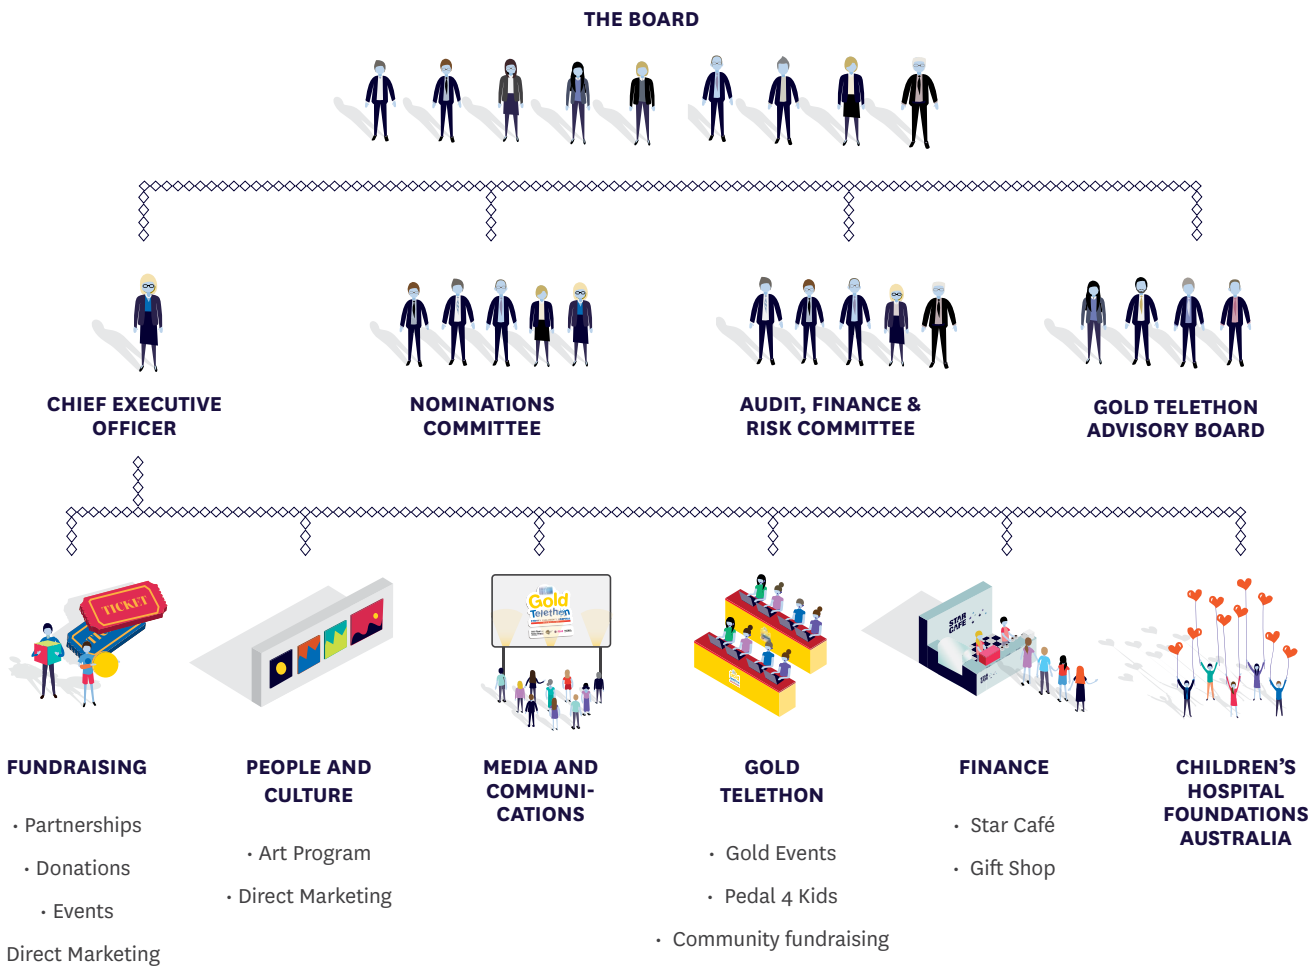 THE BOARD
CHIEF EXECUTIVE
OFFICER
NOMINATIONS
COMMITTEE
AUDIT, FINANCE &
RISK COMMITTEE
GOLD TELETHON
ADVISORY BOARD
TICKET
Gold
Telethon
STAR
CAFE
FUNDRAISING
• Partnerships
• Donations
• Events
Direct Marketing
PEOPLE AND
CULTURE
• Art Program
• Direct Marketing
MEDIA AND
COMMUNI-
CATIONS
GOLD
TELETHON
• Gold Events
• Pedal 4 Kids
• Community fundraising
FINANCE
• Star Café
• Gift Shop
CHILDREN’S
HOSPITAL
FOUNDATIONS
AUSTRALIA